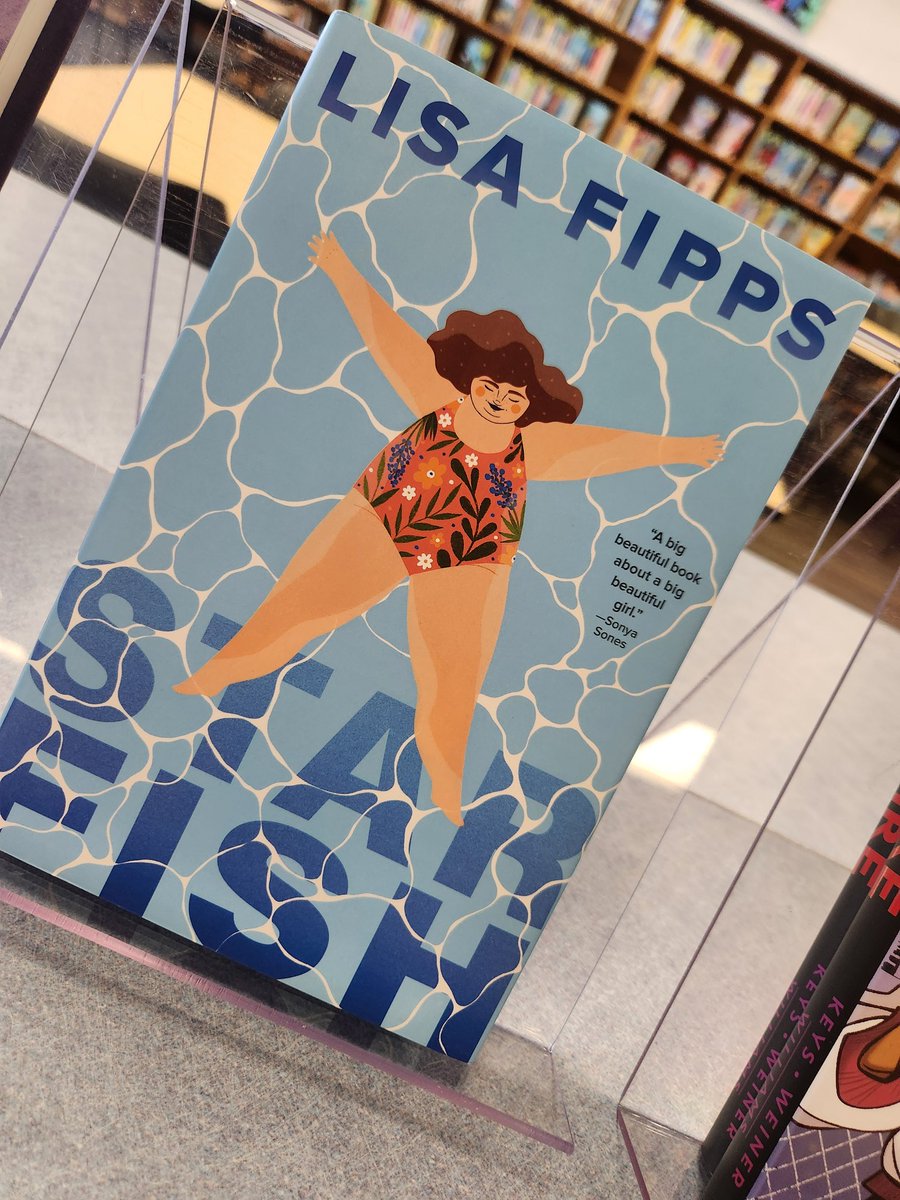 LISA FIPPS
"A big
beautiful book
about a big
beautiful
girl."
—Sonya
Sones
STAR
FISH
KEYS • WEINER
KEYS • WEINER